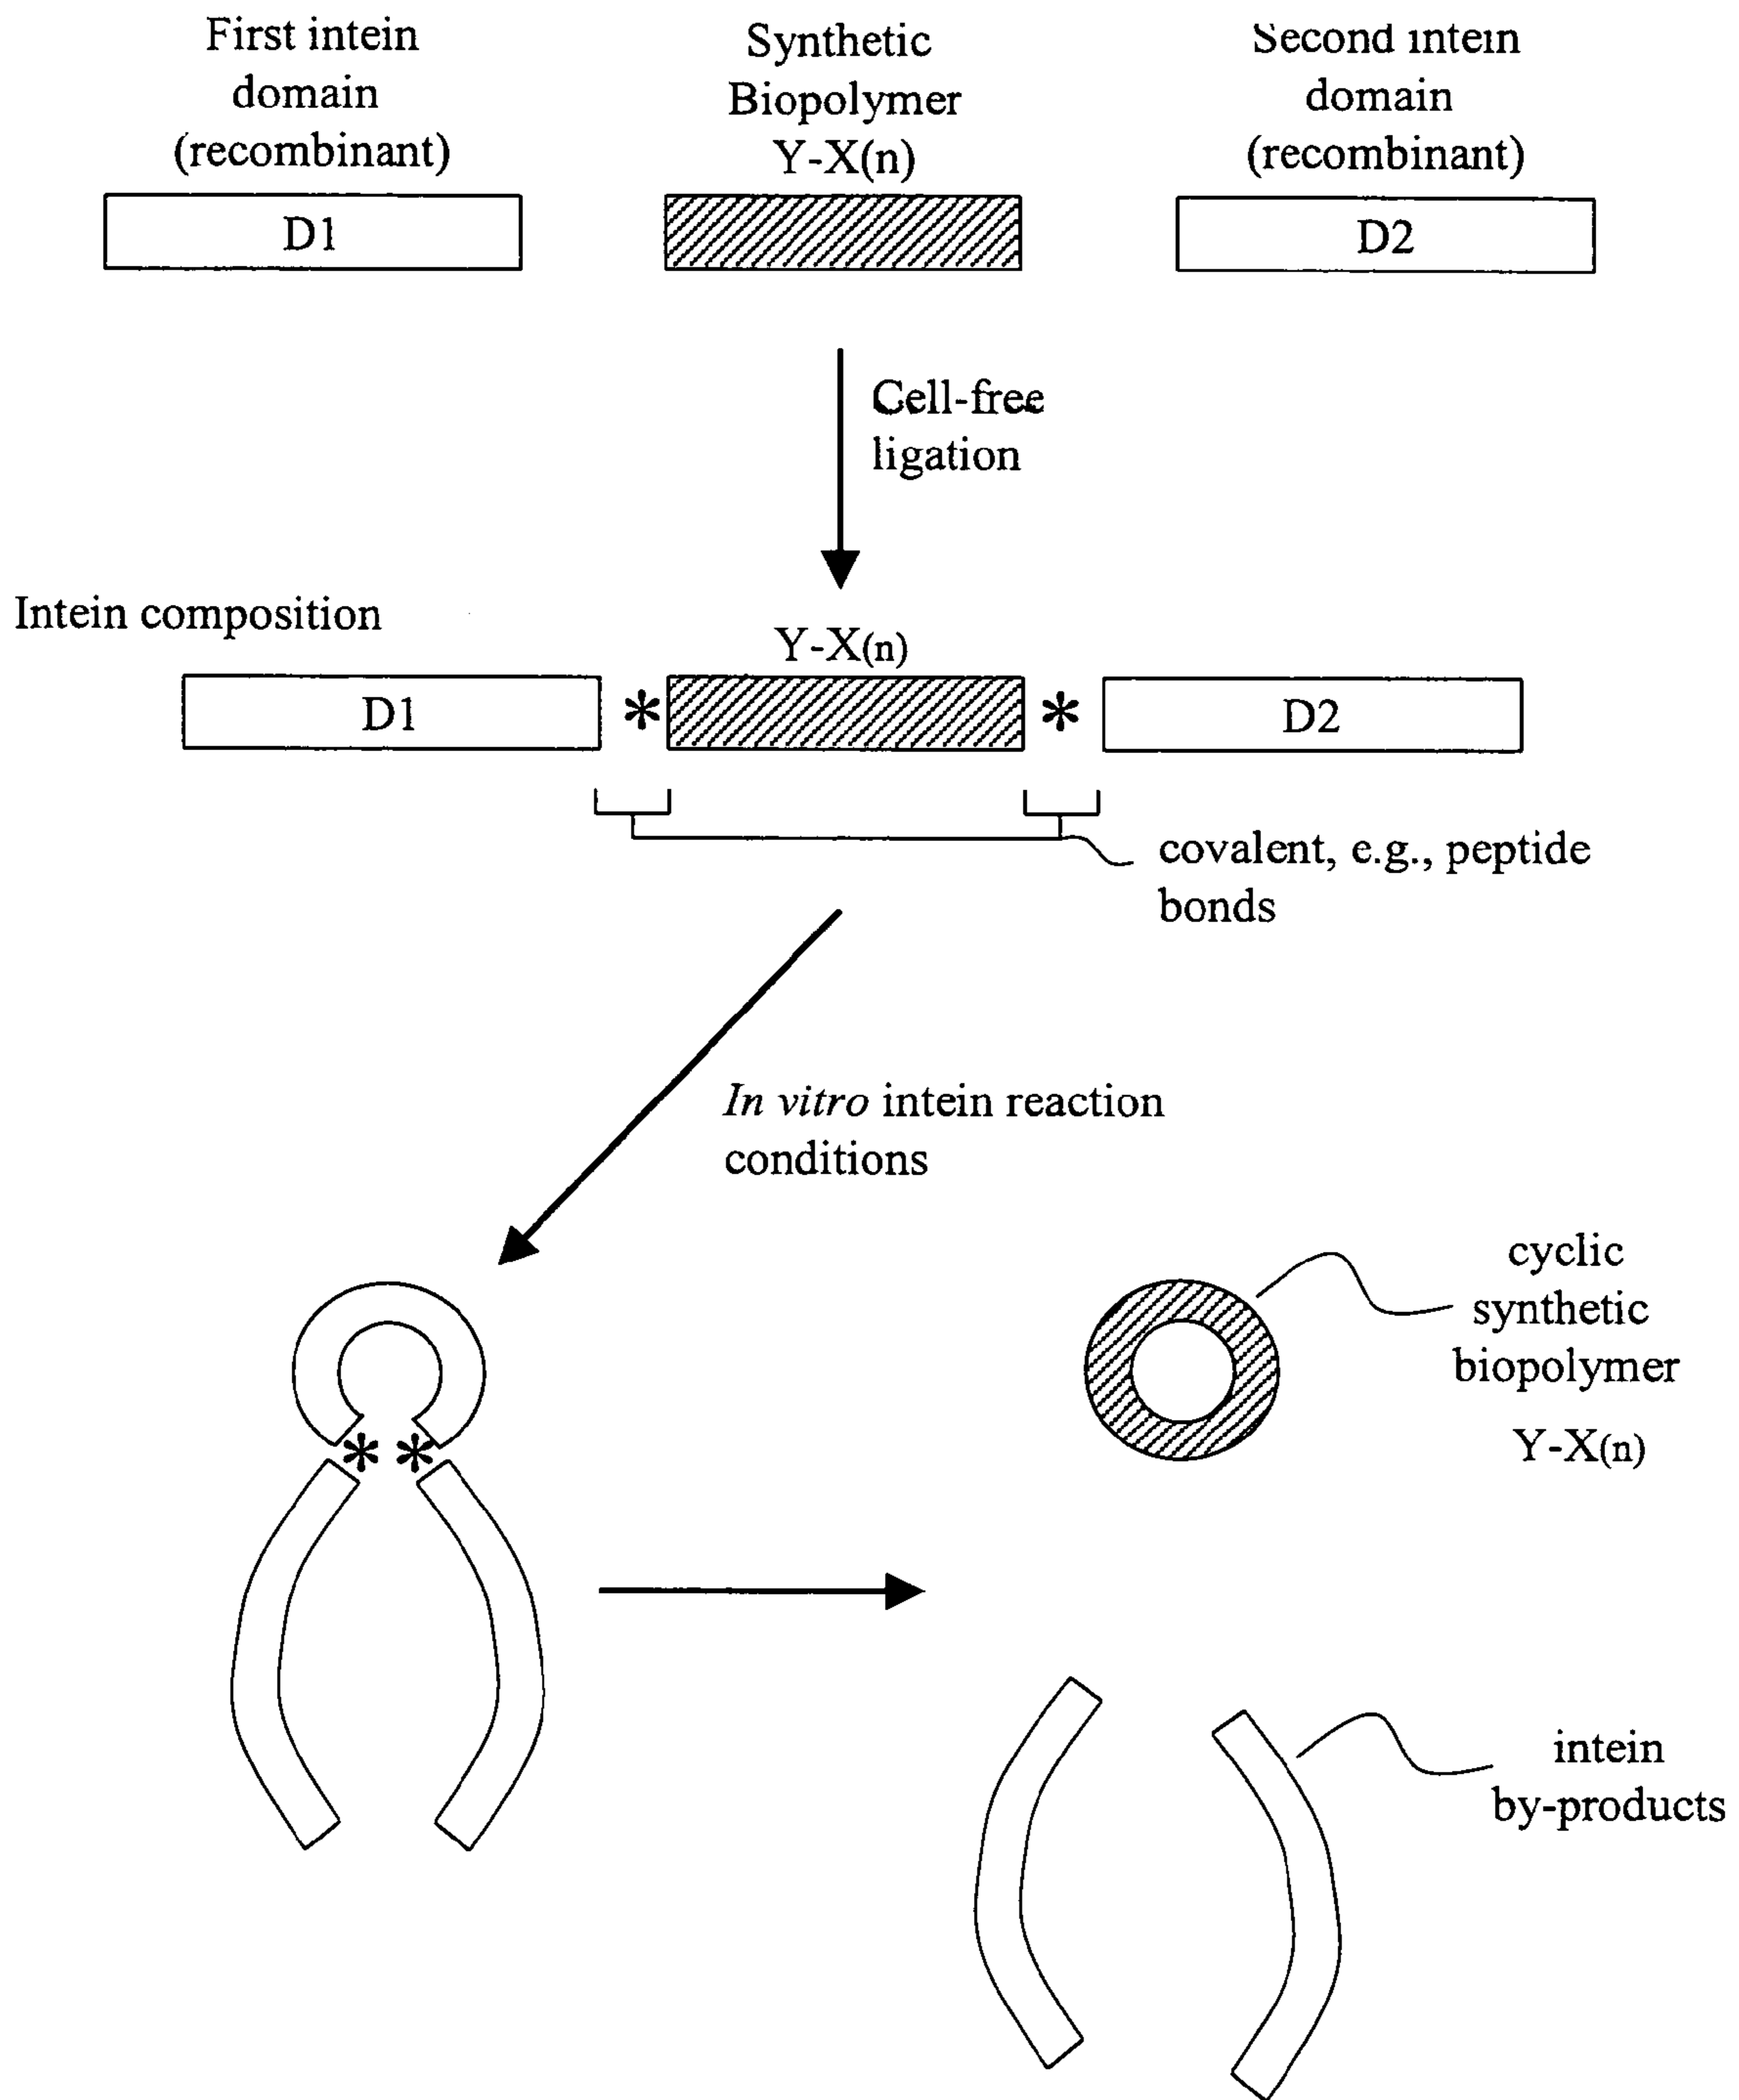 First intein
domain
(recombinant)
D1
Synthetic
Biopolymer
Y-X(n)
Second intein
domain
(recombinant)
D2
Cell-free
ligation
Intein composition
Y-X(n)
D1
*
*
D2
covalent, e.g., peptide
bonds
In vitro intein reaction
conditions
* *
cyclic
synthetic
biopolymer
Y-X(n)
intein
by-products